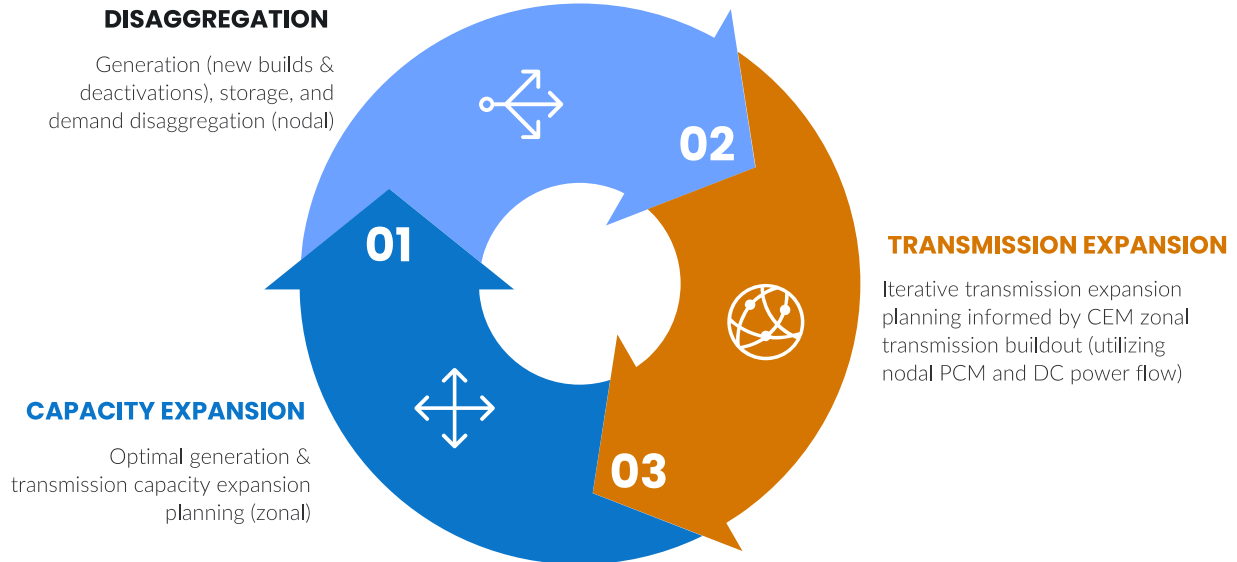 DISAGGREGATION
Generation (new builds &
deactivations), storage, and
demand disaggregation (nodal)
02
01
TRANSMISSION EXPANSION
Iterative transmission expansion
planning informed by CEM zonal
transmission buildout (utilizing
nodal PCM and DC power flow)
CAPACITY EXPANSION
Optimal generation &
transmission capacity expansion
planning (zonal)
03